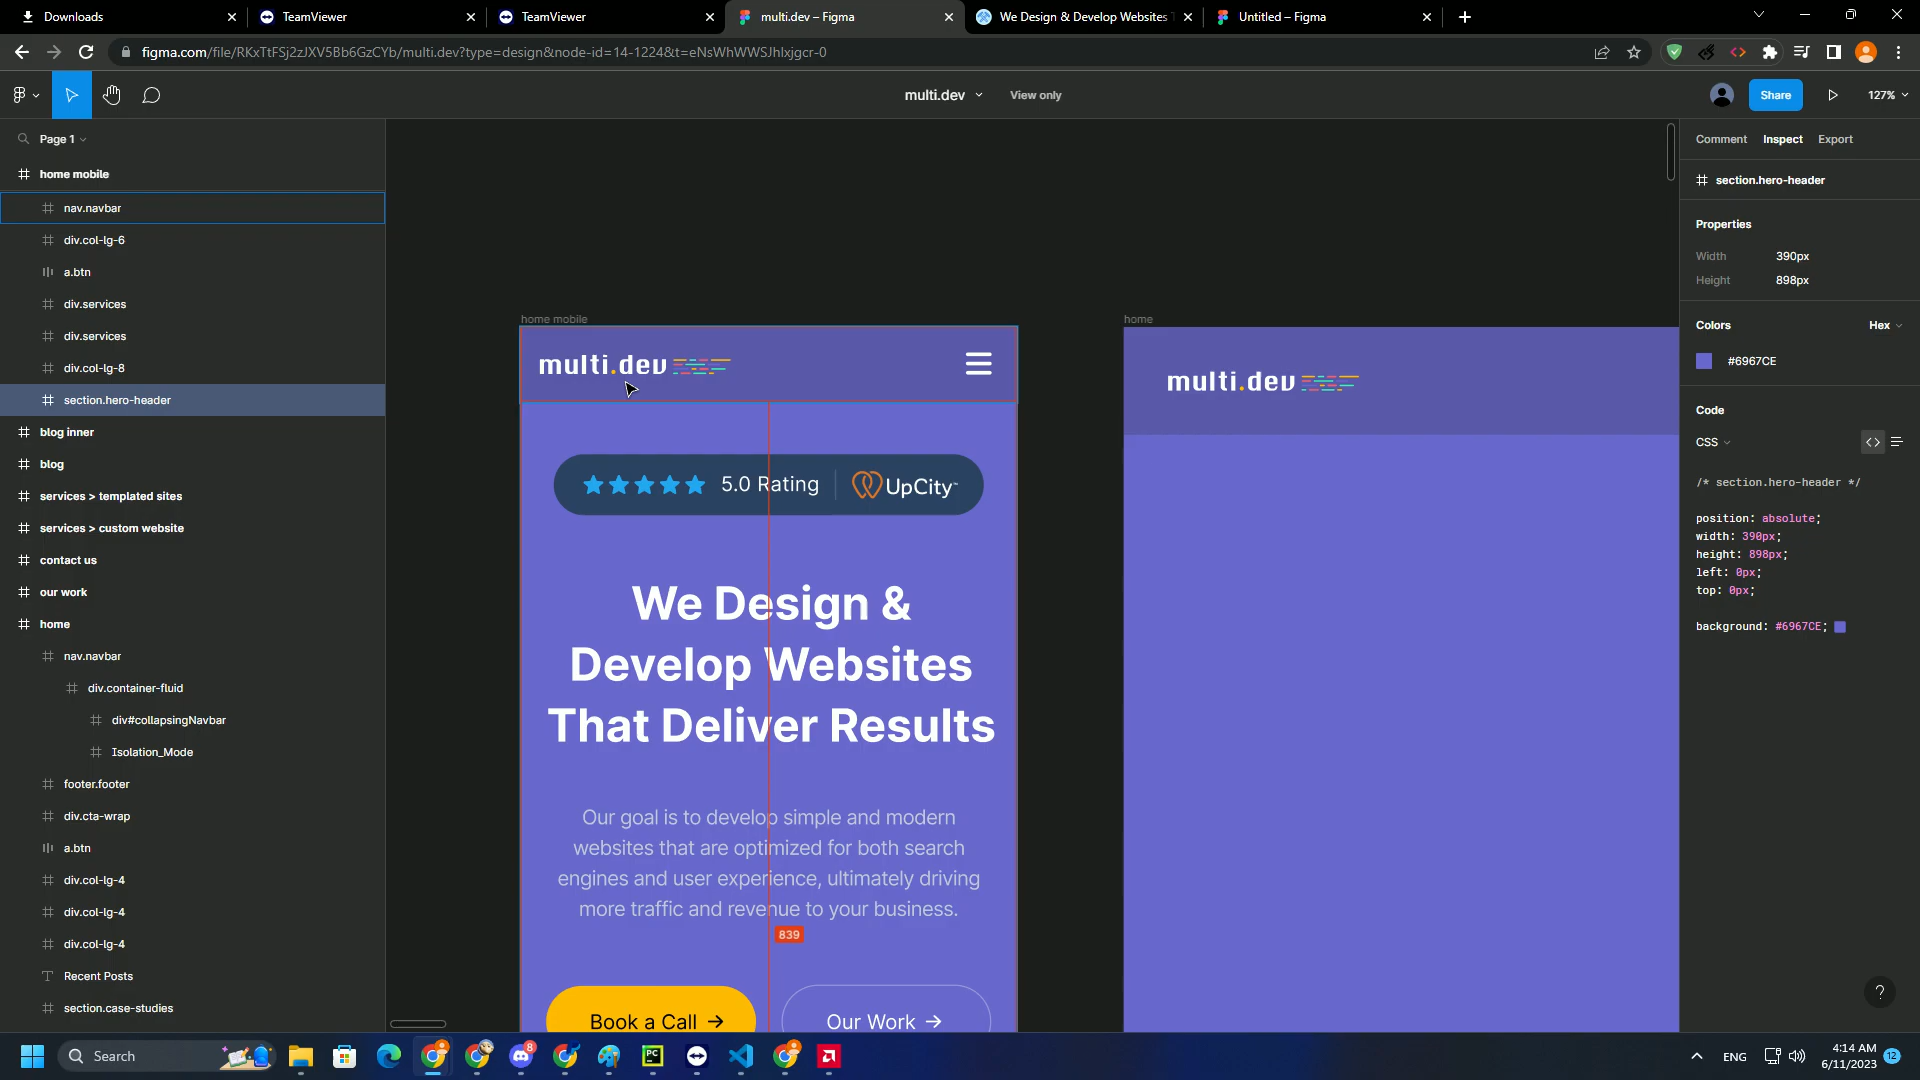 Downloads
TeamViewer
TeamViewer
multi.dev – Figma
We Design & Develop Websites
Untitled – Figma
figma.com/file/RKxTtFSj2zJXV5Bb6GzCYb/multi.dev?type=design&node-id=14-1224&t=eNsWhWWSJhlxjgcr-0
multi.dev
View only
Share
127%
Page 1
home mobile
nav.navbar
div.col-lg-6
a.btn
div.services
div.services
div.col-lg-8
section.hero-header
blog inner
blog
services > templated sites
services > custom website
contact us
our work
home
nav.navbar
div.container-fluid
div#collapsingNavbar
Isolation_Mode
footer.footer
div.cta-wrap
a.btn
div.col-lg-4
div.col-lg-4
div.col-lg-4
Recent Posts
section.case-studies
home mobile
multi.dev
5.0 Rating
UpCity
We Design &
Develop Websites
That Deliver Results
Our goal is to develop simple and modern
websites that are optimized for both search
engines and user experience, ultimately driving
more traffic and revenue to your business.
839
Book a Call →
Our Work →
home
multi.dev
Comment Inspect Export
section.hero-header
Properties
Width 390px
Height 898px
Colors Hex
#6967CE
Code
CSS
/* section.hero-header */
position: absolute;
width: 390px;
height: 898px;
left: 0px;
top: 0px;
background: #6967CE;
?
Search
8
PC
ENG
4:14 AM
6/11/2023
12